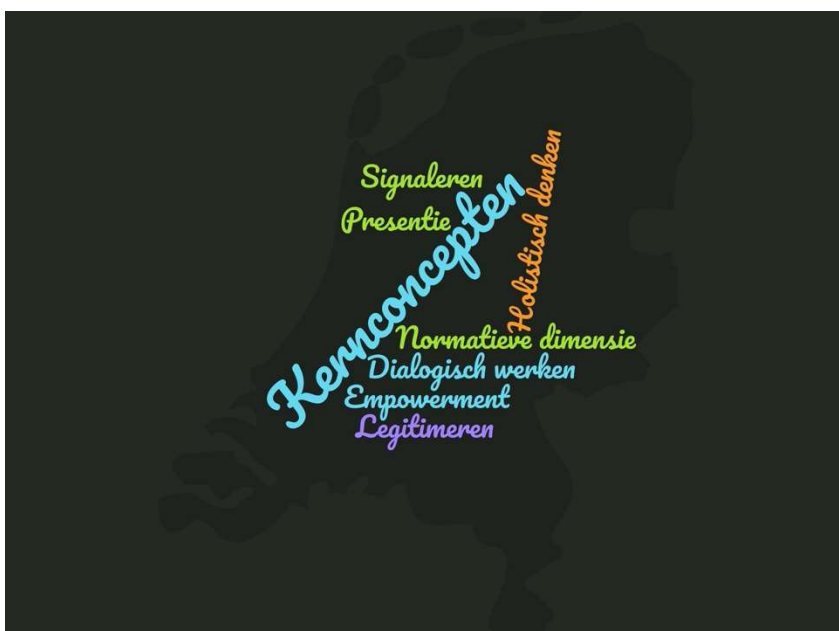 Signaleren
Presentie
Kernconcepten
Holistisch denken
Normatieve dimensie
Dialogisch werken
Empowerment
Legitimeren